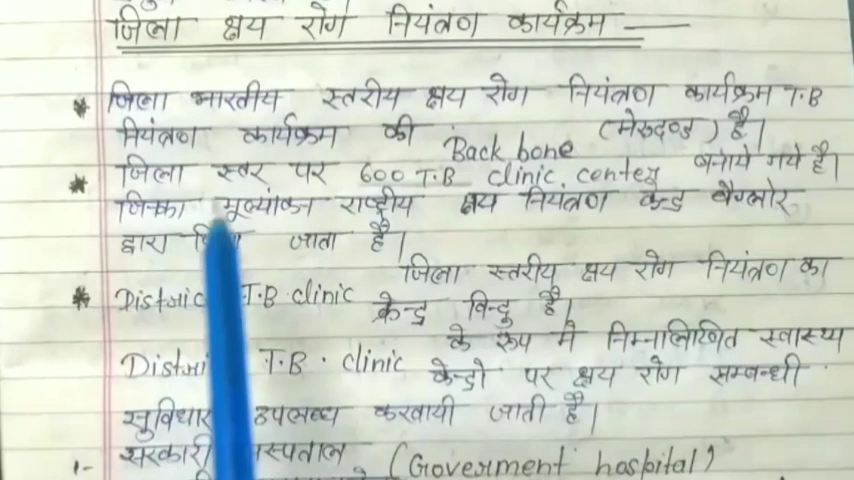 जिला क्षय रोग नियंत्रण कार्यक्रम —
* जिला भारतीय स्तरीय क्षय रोग नियंत्रण कार्यक्रम T.B
नियंत्रण कार्यक्रम की Back bone (मेरुदण्ड) है।
* जिला स्तर पर 600 T.B clinic center बनाये गये है।
जिनका मूल्यांकन राष्ट्रीय क्षय नियंत्रण केन्द्र बैंग्लोर
द्वारा जाता है।
* T.B. clinic जिला स्तरीय क्षय रोग नियंत्रण का
केन्द्र बिन्दु है।
T.B. clinic के रूप मे निम्नलिखित स्वास्थ्य
केन्द्रो पर क्षय रोग सम्बन्धी
उपलब्ध करवायी जाती है।
1- सरकारी (Goverment hospital)